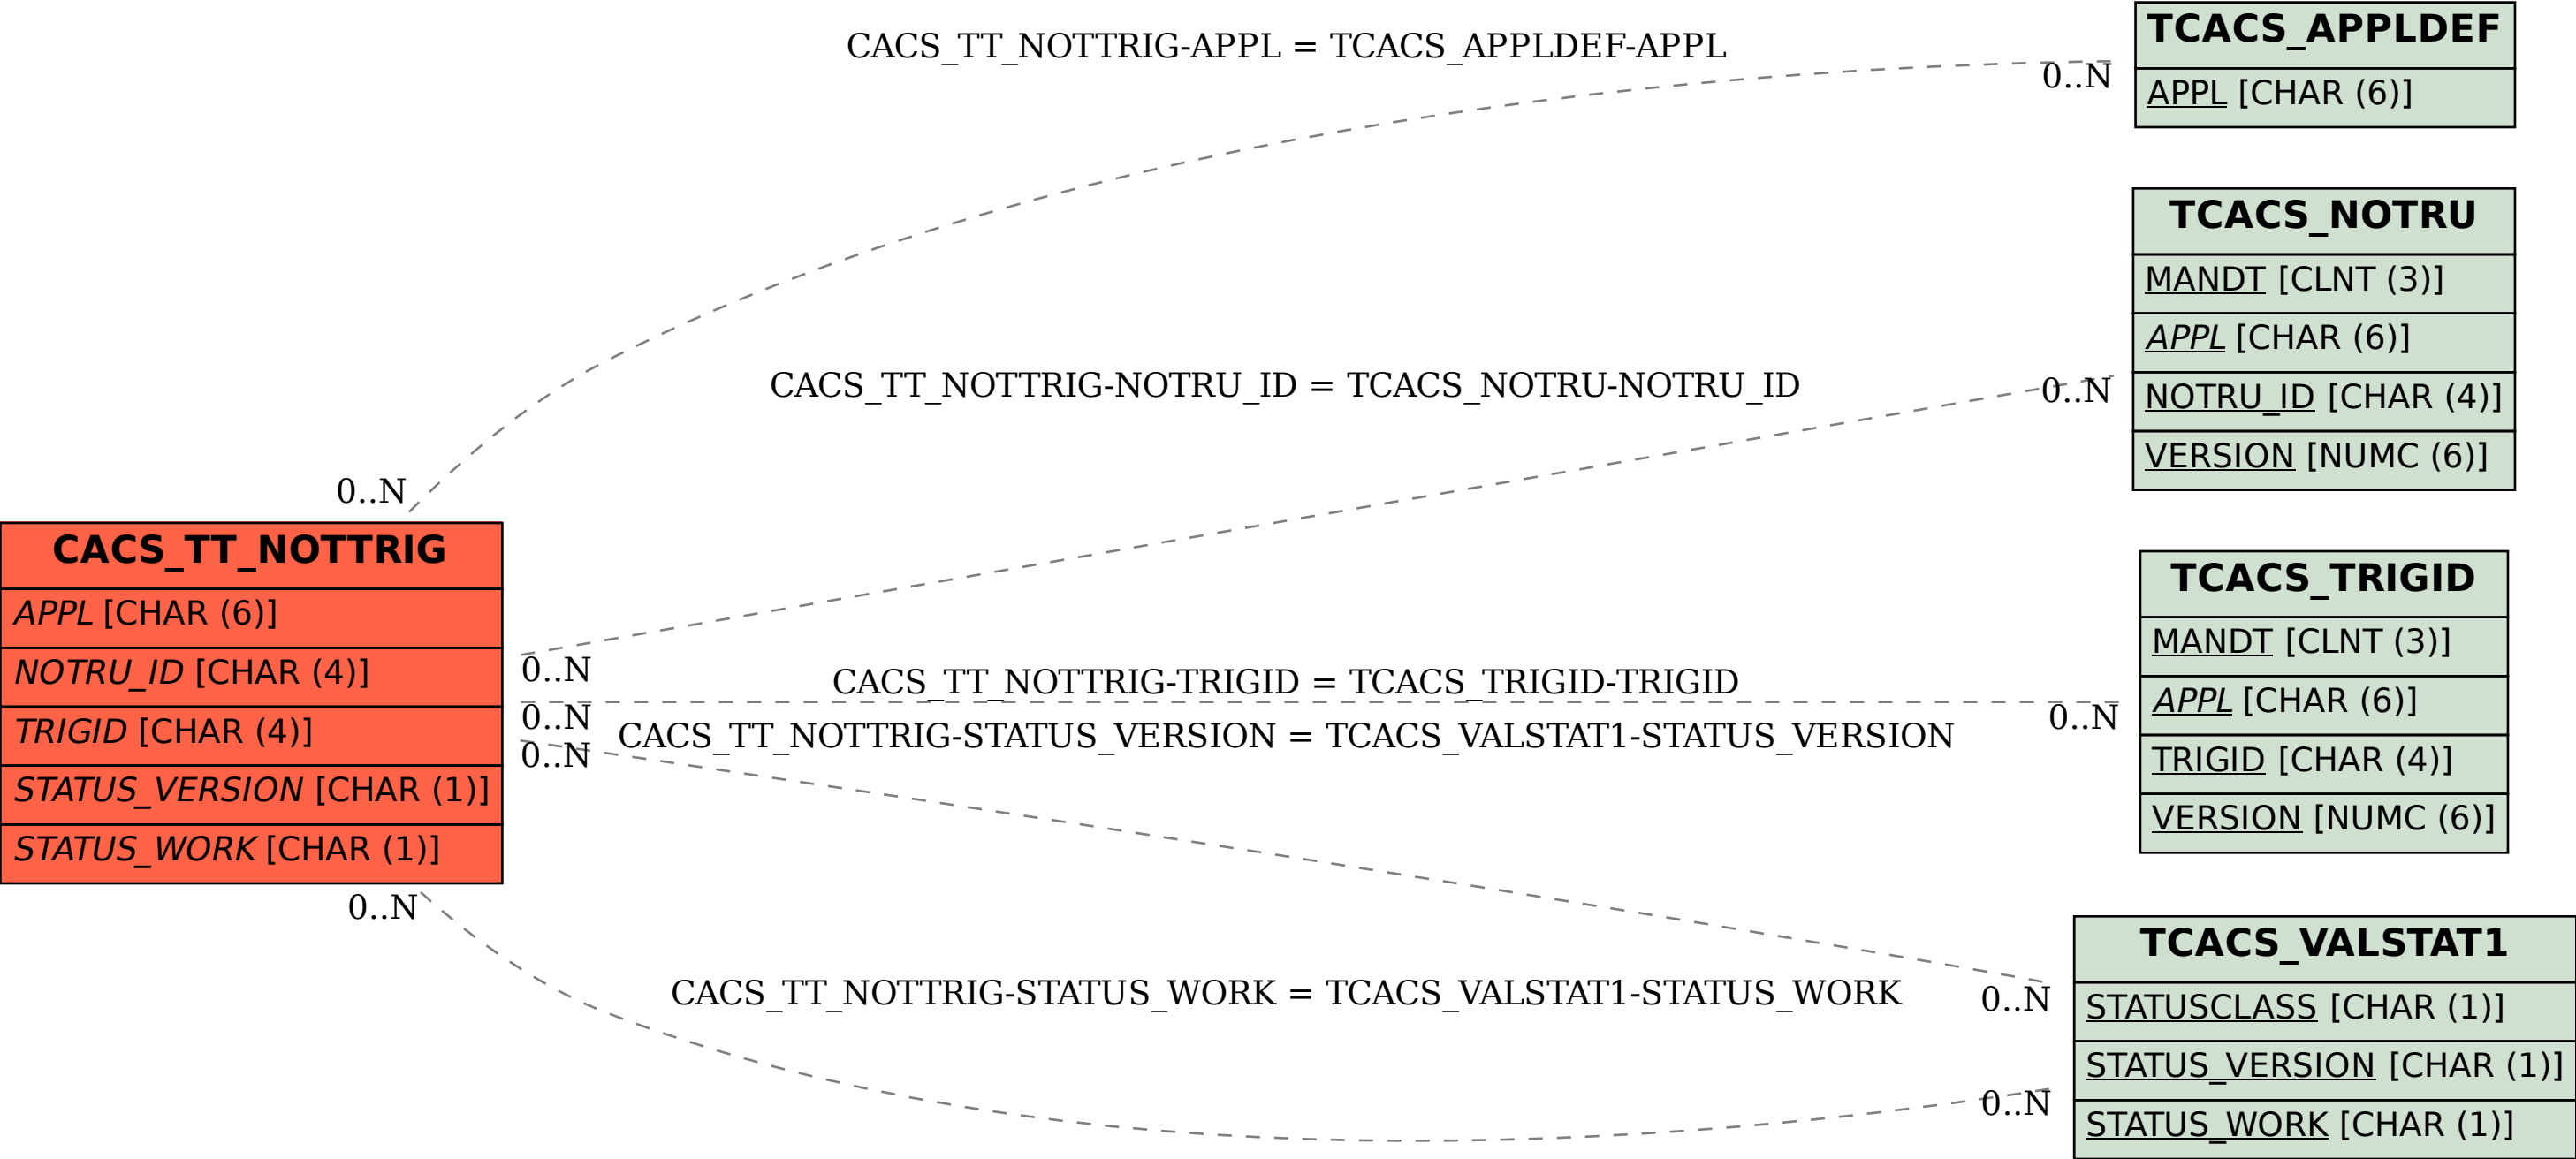 CACS_TT_NOTTRIG-APPL = TCACS_APPLDEF-APPL
0..N
0..N
TCACS_APPLDEF
APPL [CHAR (6)]
CACS_TT_NOTTRIG-NOTRU_ID = TCACS_NOTRU-NOTRU_ID
0..N
0..N
TCACS_NOTRU
MANDT [CLNT (3)]
APPL [CHAR (6)]
NOTRU_ID [CHAR (4)]
VERSION [NUMC (6)]
CACS_TT_NOTTRIG
APPL [CHAR (6)]
NOTRU_ID [CHAR (4)]
TRIGID [CHAR (4)]
STATUS_VERSION [CHAR (1)]
STATUS_WORK [CHAR (1)]
CACS_TT_NOTTRIG-TRIGID = TCACS_TRIGID-TRIGID
0..N
0..N
TCACS_TRIGID
MANDT [CLNT (3)]
APPL [CHAR (6)]
TRIGID [CHAR (4)]
VERSION [NUMC (6)]
CACS_TT_NOTTRIG-STATUS_VERSION = TCACS_VALSTAT1-STATUS_VERSION
0..N
0..N
CACS_TT_NOTTRIG-STATUS_WORK = TCACS_VALSTAT1-STATUS_WORK
0..N
0..N
TCACS_VALSTAT1
STATUSCLASS [CHAR (1)]
STATUS_VERSION [CHAR (1)]
STATUS_WORK [CHAR (1)]